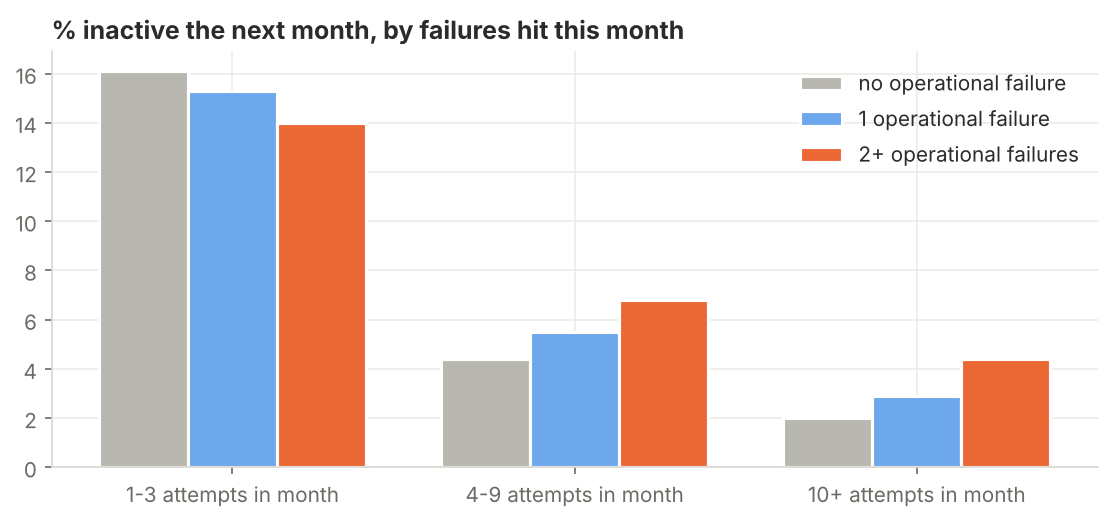 % inactive the next month, by failures hit this month
16
14
12
10
8
6
4
2
0
no operational failure
1 operational failure
2+ operational failures
1-3 attempts in month
4-9 attempts in month
10+ attempts in month